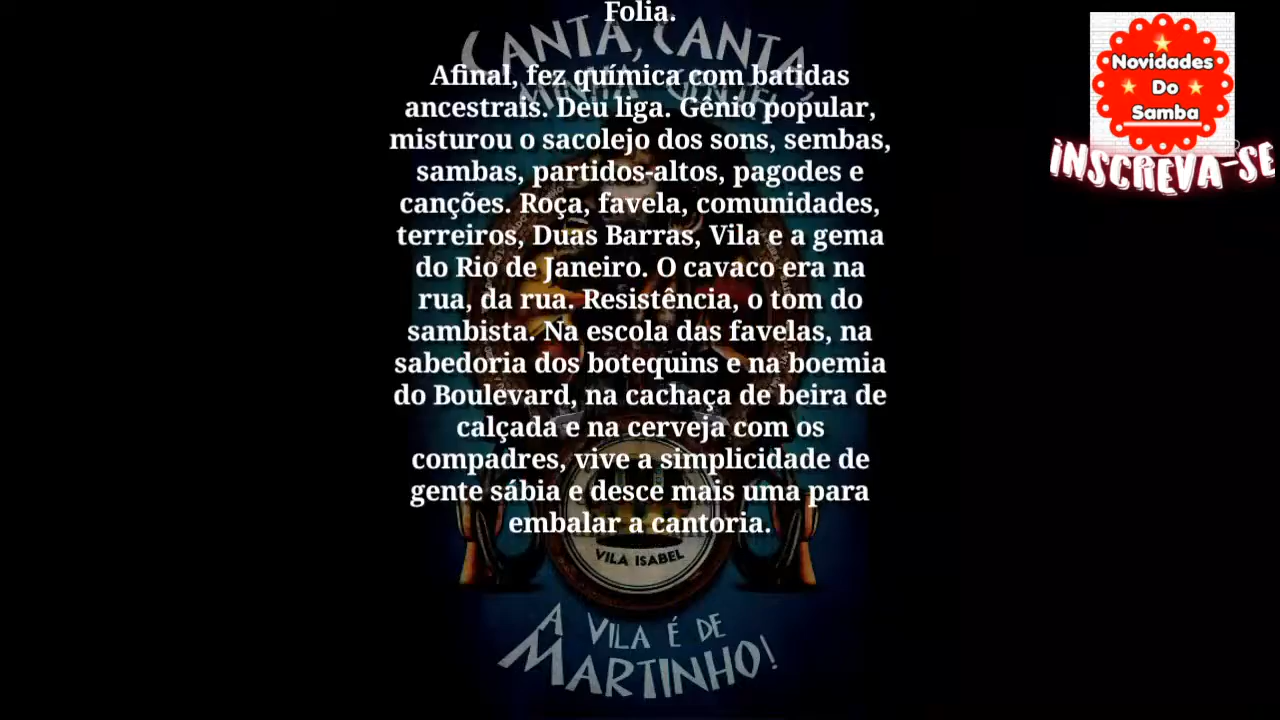 Folia.
CANTA, CANTA,
MINHA GENTE!
Afinal, fez química com batidas
ancestrais. Deu liga. Gênio popular,
misturou o sacolejo dos sons, sembas,
sambas, partidos-altos, pagodes e
canções. Roça, favela, comunidades,
terreiros, Duas Barras, Vila e a gema
do Rio de Janeiro. O cavaco era na
rua, da rua. Resistência, o tom do
sambista. Na escola das favelas, na
sabedoria dos botequins e na boemia
do Boulevard, na cachaça de beira de
calçada e na cerveja com os
compadres, vive a simplicidade de
gente sábia e desce mais uma para
embalar a cantoria.
VILA ISABEL
A VILA É DE
MARTINHO!
Novidades
Do
Samba
INSCREVA-SE